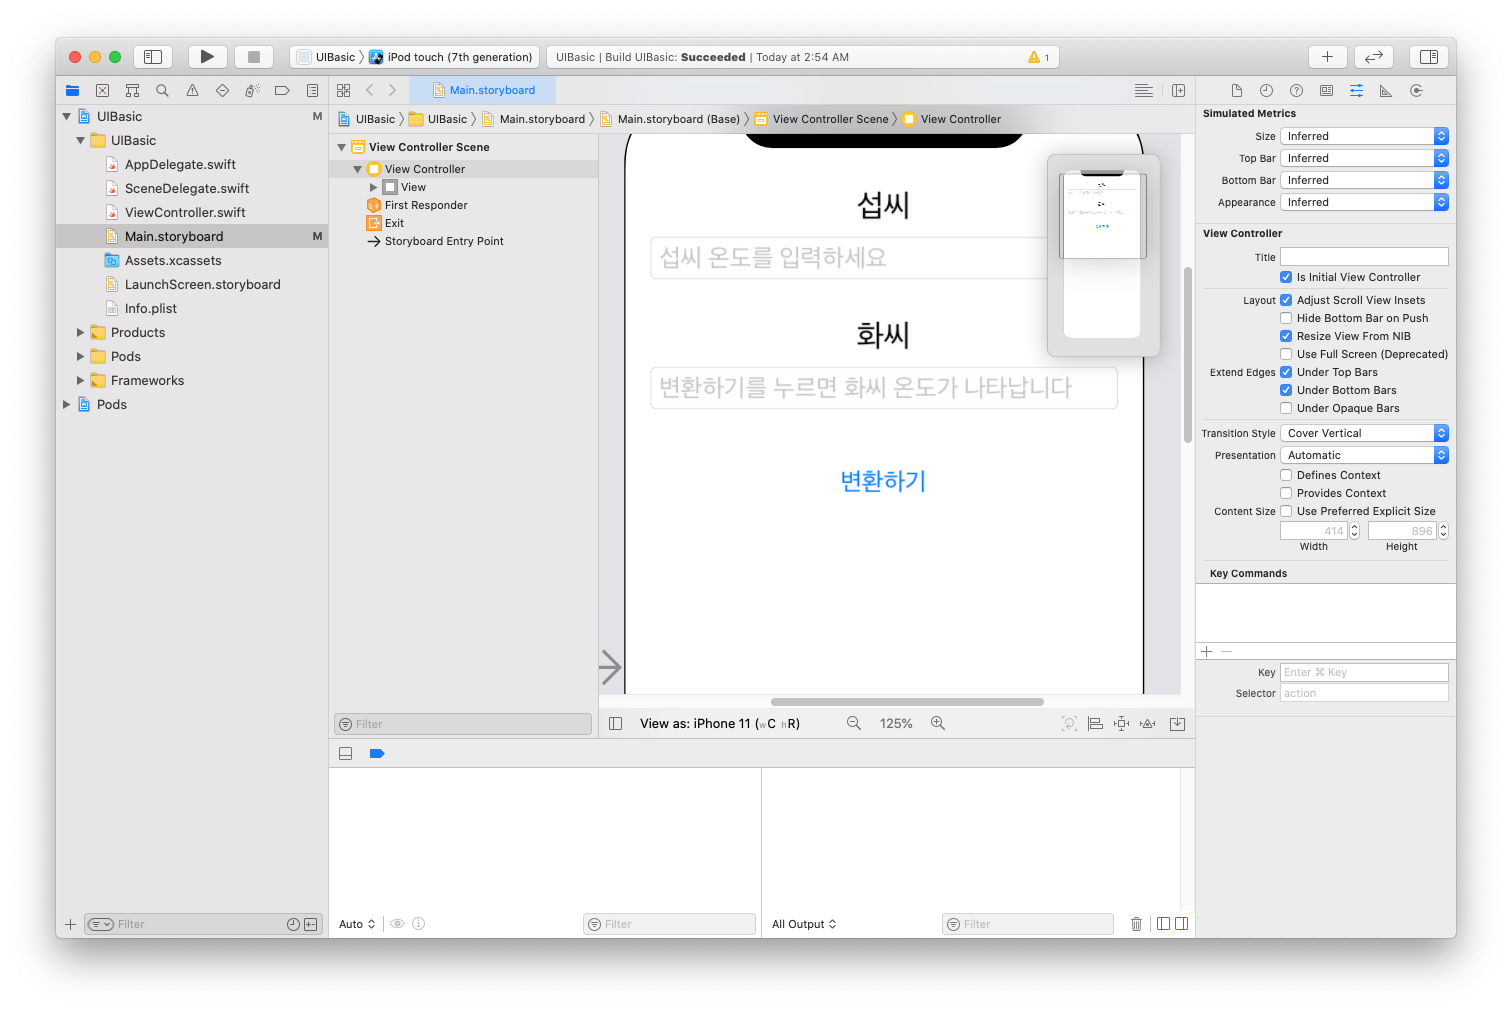 UIBasic 〉 iPod touch (7th generation)
UIBasic | Build UIBasic: Succeeded | Today at 2:54 AM
1
Main.storyboard
UIBasic 〉 UIBasic 〉 Main.storyboard 〉 Main.storyboard (Base) 〉 View Controller Scene 〉 View Controller
UIBasic M
UIBasic
AppDelegate.swift
SceneDelegate.swift
ViewController.swift
Main.storyboard M
Assets.xcassets
LaunchScreen.storyboard
Info.plist
Products
Pods
Frameworks
Pods
Filter
View Controller Scene
View Controller
View
First Responder
Exit
Storyboard Entry Point
Filter
섭씨
섭씨 온도를 입력하세요
화씨
변환하기를 누르면 화씨 온도가 나타납니다
변환하기
View as: iPhone 11 (wC hR)
125%
Auto
Filter
All Output
Filter
Simulated Metrics
Size Inferred
Top Bar Inferred
Bottom Bar Inferred
Appearance Inferred
View Controller
Title
Is Initial View Controller
Layout Adjust Scroll View Insets
Hide Bottom Bar on Push
Resize View From NIB
Use Full Screen (Deprecated)
Extend Edges Under Top Bars
Under Bottom Bars
Under Opaque Bars
Transition Style Cover Vertical
Presentation Automatic
Defines Context
Provides Context
Content Size Use Preferred Explicit Size
414 896
Width Height
Key Commands
Key Enter ⌘ Key
Selector action